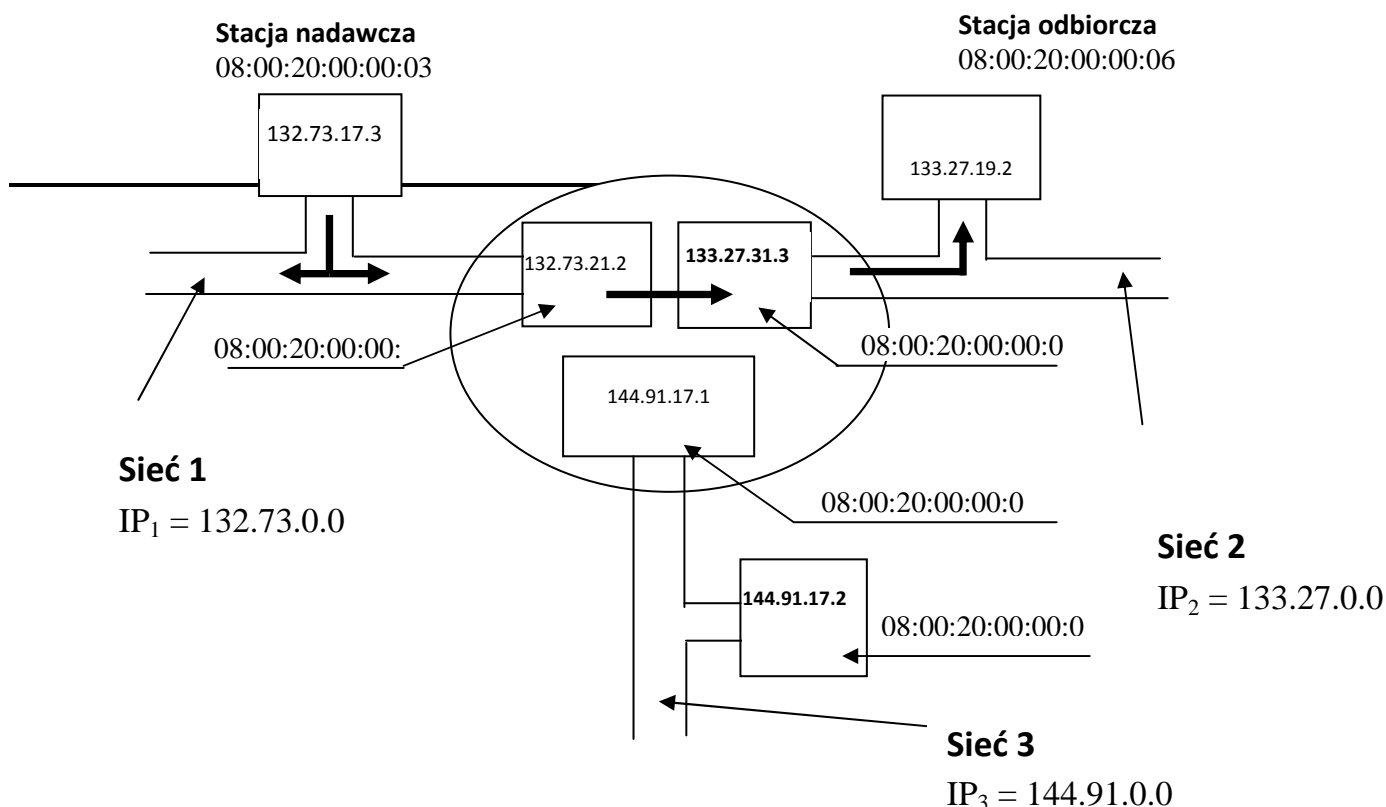 Stacja nadawcza
08:00:20:00:00:03
Stacja odbiorcza
08:00:20:00:00:06
132.73.17.3
133.27.19.2
132.73.21.2
133.27.31.3
08:00:20:00:00:
08:00:20:00:00:0
144.91.17.1
Sieć 1
IP₁ = 132.73.0.0
08:00:20:00:00:0
Sieć 2
IP₂ = 133.27.0.0
144.91.17.2
08:00:20:00:00:0
Sieć 3
IP₃ = 144.91.0.0